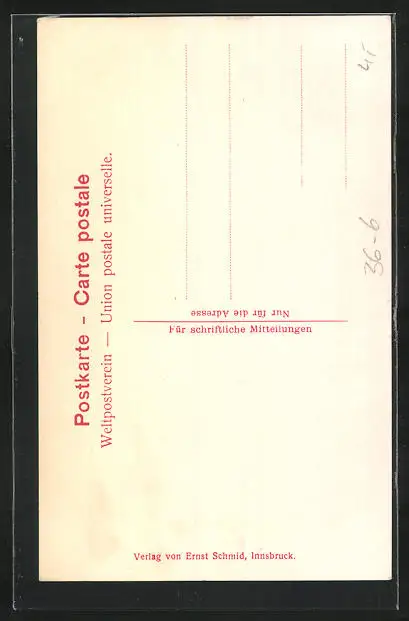 Postkarte - Carte postale
Weltpostverein — Union postale universelle.
Nur für die Adresse
Für schriftliche Mitteilungen
Verlag von Ernst Schmid, Innsbruck.
36-6